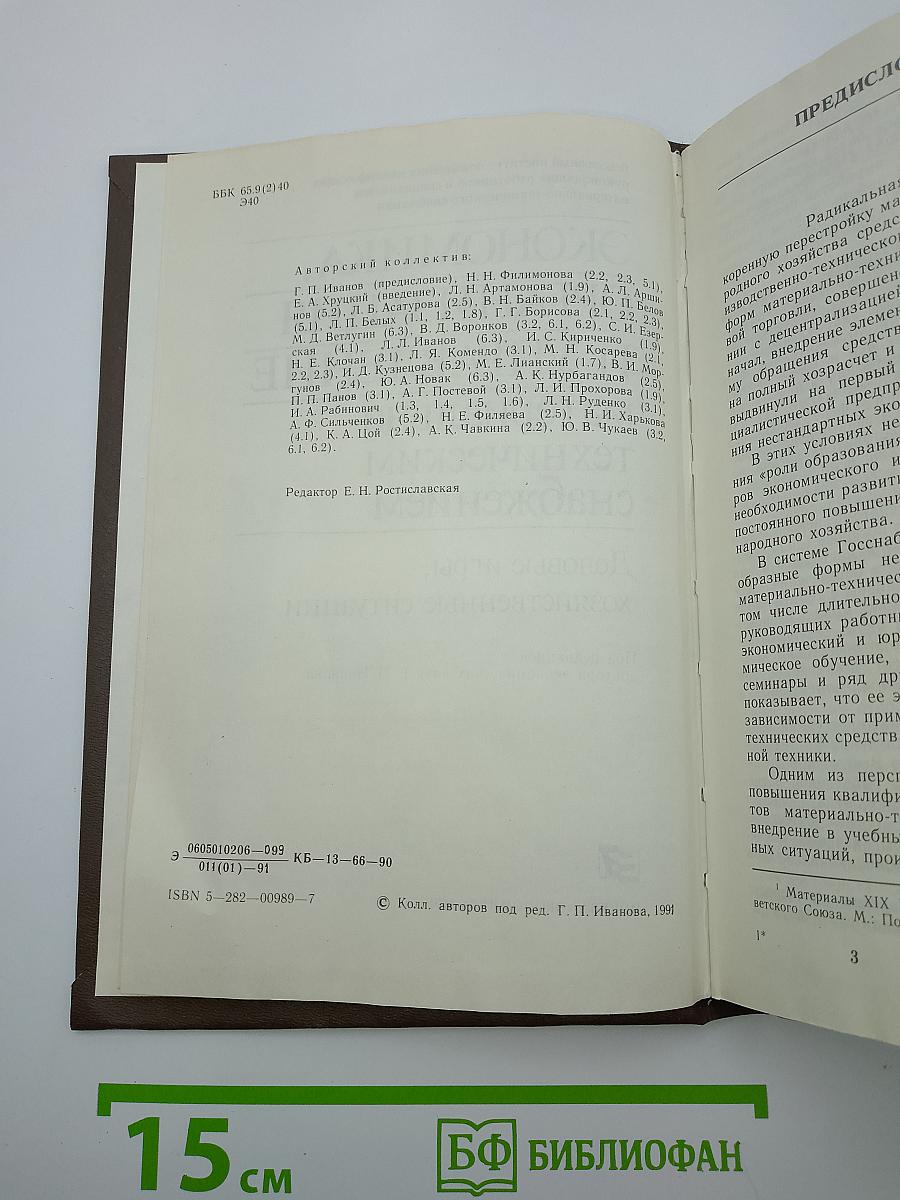 ББК 65.9(2)40
Э40
Авторский коллектив:
Г. П. Иванов (предисловие), Н. Н. Филимонова (2.2, 2.3, 5.1),
Е. А. Хруцкий (введение), Л. Н. Артамонова (1.9), А. Л. Арши-
нов (5.2), Л. Б. Асатурова (2.5), В. Н. Байков (2.4), Ю. П. Белов
(5.1), Л. П. Белых (1.1, 1.2, 1.8), Г. Г. Борисова (2.1, 2.2, 2.3),
М. Д. Ветлугин (6.3), В. Д. Воронков (3.2, 6.1, 6.2), С. И. Езер-
ская (4.1), Л. Л. Иванов (6.3), И. С. Кириченко (1.9),
Н. Е. Клочан (3.1), Л. Я. Комендо (3.1), М. Н. Косарева (2.1,
2.2, 2.3), И. Д. Кузнецова (5.2), М. Е. Лианский (1.7), В. И. Мор-
гунов (2.4), Ю. А. Новак (6.3), А. К. Нурбагандов (2.5),
П. П. Панов (3.1), А. Г. Постевой (3.1), Л. И. Прохорова (1.9),
И. А. Рабинович (1.3, 1.4, 1.5, 1.6), Л. Н. Руденко (3.1),
А. Ф. Сильченков (5.2), Н. Е. Филяева (2.5), Н. И. Харькова
(4.1), К. А. Цой (2.4), А. К. Чавкина (2.2), Ю. В. Чукаев (3.2,
6.1, 6.2).
Редактор Е. Н. Ростиславская
Э 0605010206—099
011(01)—91 КБ—13—66—90
ISBN 5—282—00989—7
© Колл. авторов под ред. Г. П. Иванова, 1991
ПРЕДИСЛО
Радикальная
коренную перестройку ма
родного хозяйства средс
изводственно-техническо
форм материально-техни
вой торговли, совершен
нии с децентрализацией
начал, внедрение элемен
му обращения средств
на полный хозрасчет и
выдвинули на первый
циалистической предпр
ния нестандартных эко
В этих условиях не
ния «роли образования
ров экономического и
необходимости развити
постоянного повышени
народного хозяйства.
В системе Госснаб
образные формы не
материально-техничес
том числе длительно
руководящих работн
экономический и юр
мическое обучение,
семинары и ряд др
показывает, что ее э
зависимости от прим
технических средств
ной техники.
Одним из персп
повышения квалифи
тов материально-т
внедрение в учебны
ных ситуаций, прои
1 Материалы XIX
ветского Союза. М.: По
1*
3
15 см
БФ БИБЛИОФАН